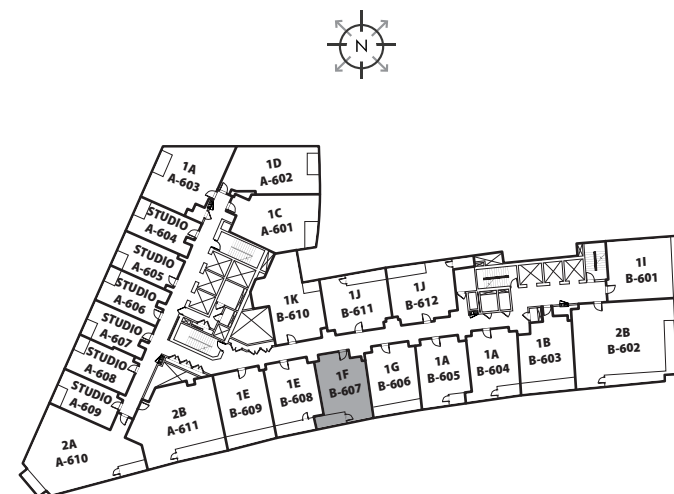 N
1D
A-602
1A
A-603
1C
A-601
STUDIO
A-604
STUDIO
A-605
STUDIO
A-606
STUDIO
A-607
STUDIO
A-608
STUDIO
A-609
2A
A-610
2B
A-611
1K
B-610
1J
B-611
1J
B-612
1I
B-601
2B
B-602
1B
B-603
1A
B-604
1A
B-605
1G
B-606
1F
B-607
1E
B-608
1E
B-609